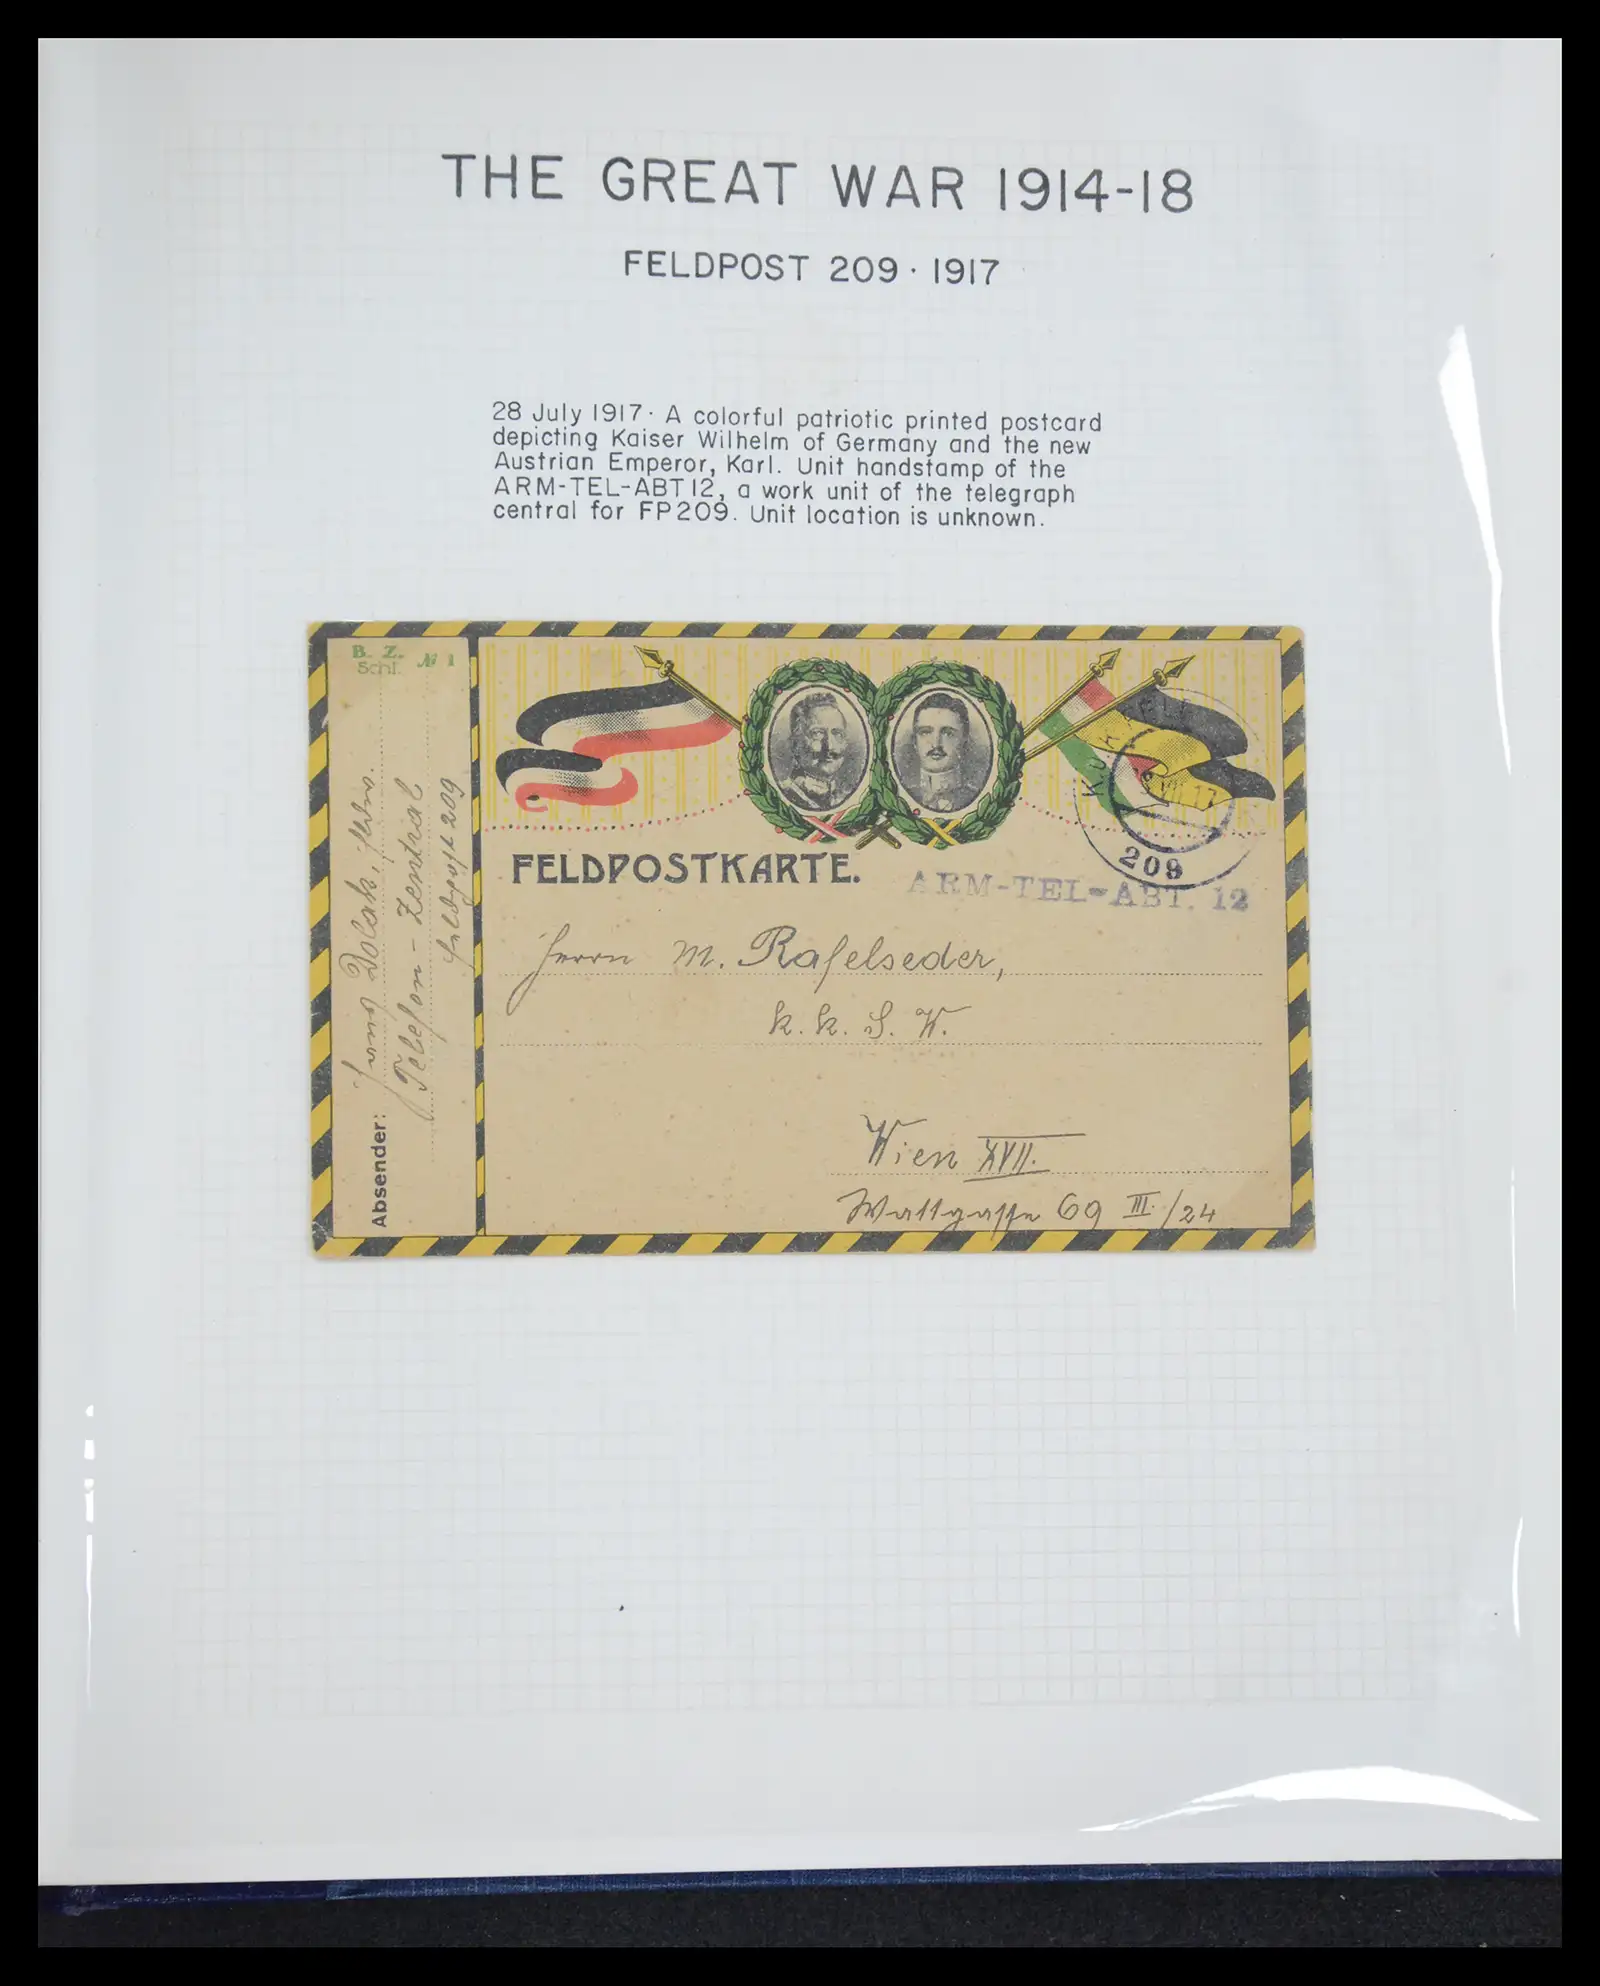 THE GREAT WAR 1914-18
FELDPOST 209 · 1917
28 July 1917 · A colorful patriotic printed postcard
depicting Kaiser Wilhelm of Germany and the new
Austrian Emperor, Karl. Unit handstamp of the
ARM-TEL-ABT 12, a work unit of the telegraph
central for FP 209. Unit location is unknown.
B. Z. № 1
Schl.
Absender:
Telefon-Zentral
Feldpost 209
209
FELDPOSTKARTE.
ARM-TEL-ABT. 12
Herrn M. Rafelseder,
k. k. S. W.
Wien XVII.
Wattgasse 69 III./24